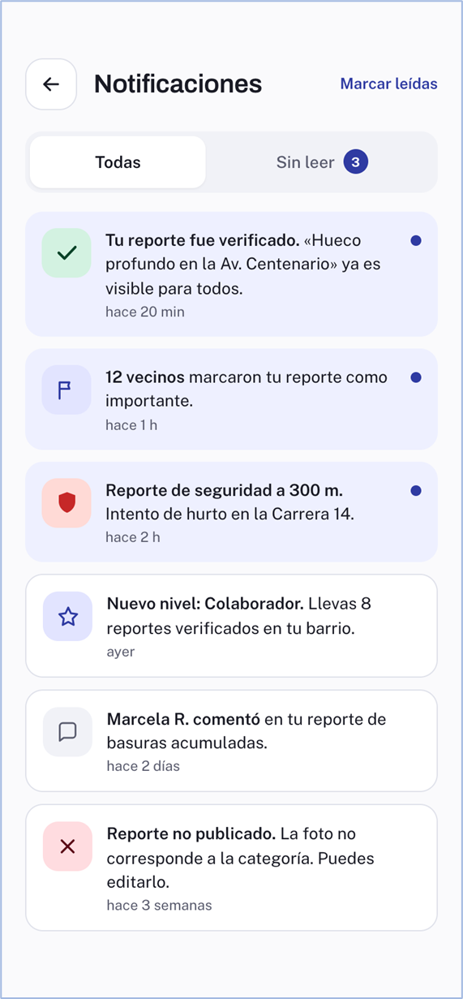 Notificaciones
Marcar leídas
Todas
Sin leer 3
Tu reporte fue verificado. «Hueco
profundo en la Av. Centenario» ya es
visible para todos.
hace 20 min
12 vecinos marcaron tu reporte como
importante.
hace 1 h
Reporte de seguridad a 300 m.
Intento de hurto en la Carrera 14.
hace 2 h
Nuevo nivel: Colaborador. Llevas 8
reportes verificados en tu barrio.
ayer
Marcela R. comentó en tu reporte de
basuras acumuladas.
hace 2 días
Reporte no publicado. La foto no
corresponde a la categoría. Puedes
editarlo.
hace 3 semanas